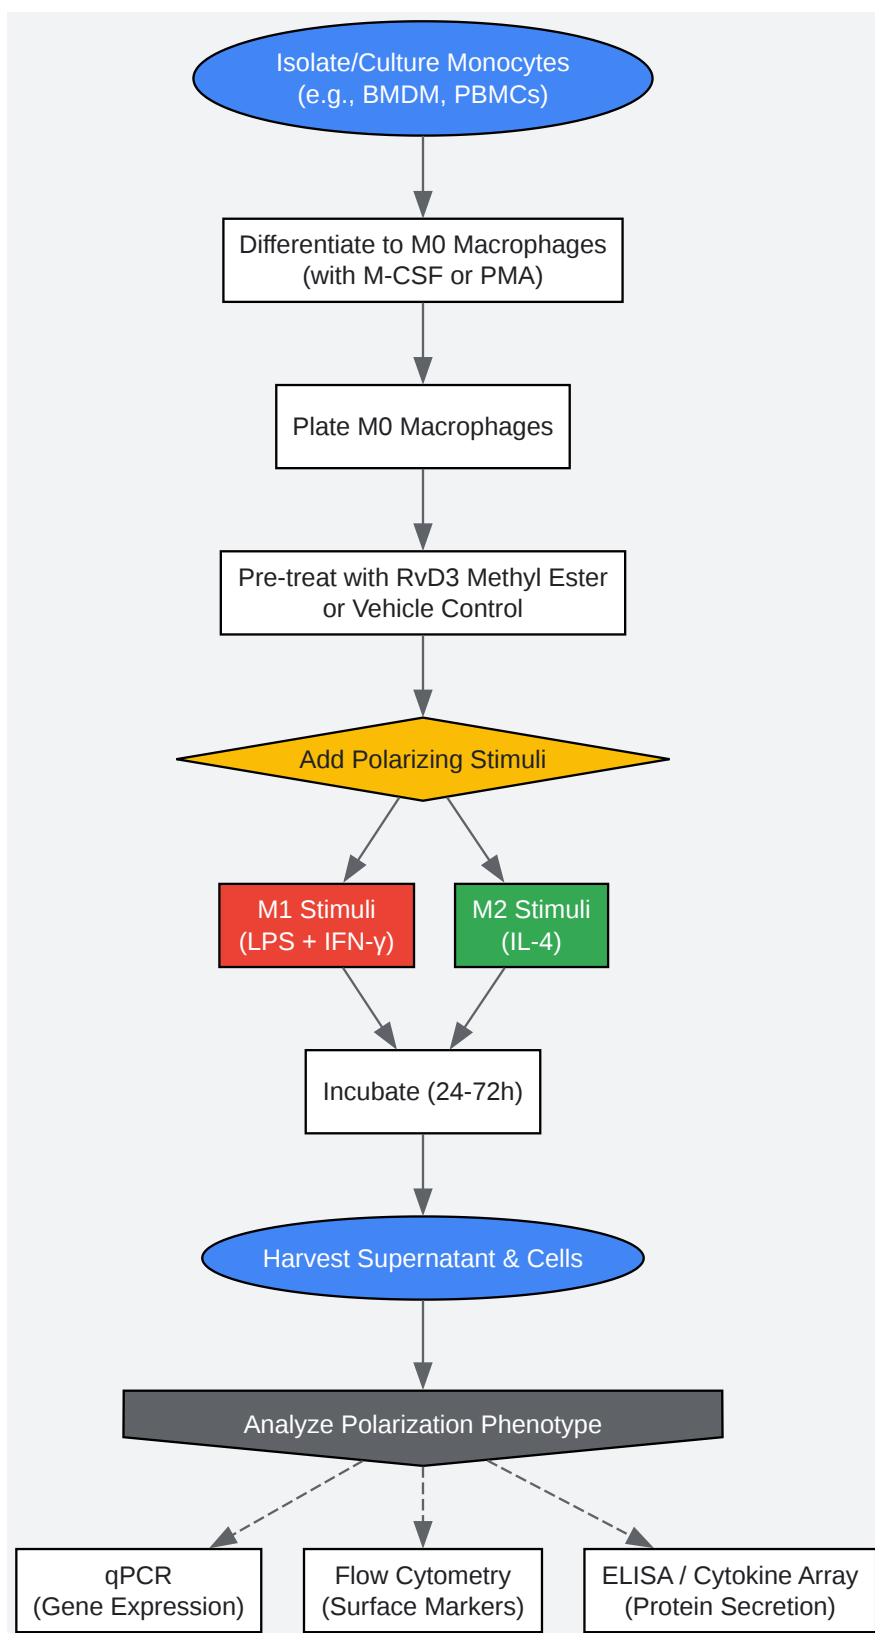 Isolate/Culture Monocytes
(e.g., BMDM, PBMCs)
Differentiate to M0 Macrophages
(with M-CSF or PMA)
Plate M0 Macrophages
Pre-treat with RvD3 Methyl Ester
or Vehicle Control
Add Polarizing Stimuli
M1 Stimuli
(LPS + IFN-γ)
M2 Stimuli
(IL-4)
Incubate (24-72h)
Harvest Supernatant & Cells
Analyze Polarization Phenotype
qPCR
(Gene Expression)
Flow Cytometry
(Surface Markers)
ELISA / Cytokine Array
(Protein Secretion)